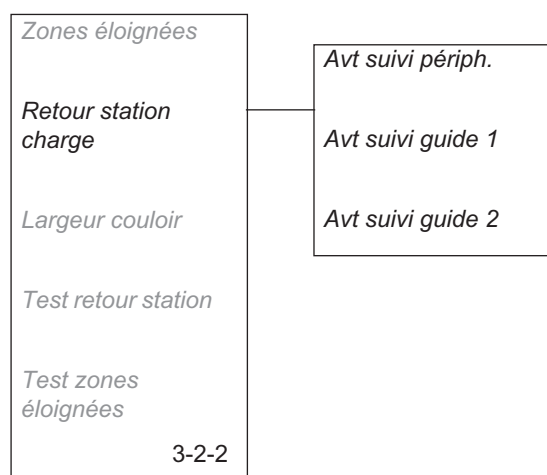 Zones éloignées
Retour station
charge
Largeur couloir
Test retour station
Test zones
éloignées
3-2-2
Avt suivi périph.
Avt suivi guide 1
Avt suivi guide 2